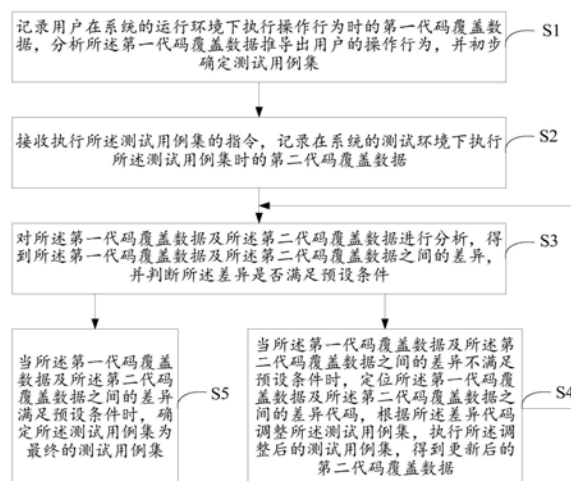 记录用户在系统的运行环境下执行操作行为时的第一代码覆盖数
据，分析所述第一代码覆盖数据推导出用户的操作行为，并初步
确定测试用例集
S1
接收执行所述测试用例集的指令，记录在系统的测试环境下执行
所述测试用例集时的第二代码覆盖数据
S2
对所述第一代码覆盖数据及所述第二代码覆盖数据进行分析，得
到所述第一代码覆盖数据及所述第二代码覆盖数据之间的差异，
并判断所述差异是否满足预设条件
S3
当所述第一代码覆盖
数据及所述第二代码
覆盖数据之间的差异
满足预设条件时，确
定所述测试用例集为
最终的测试用例集
S5
当所述第一代码覆盖数据及所述第
二代码覆盖数据之间的差异不满足
预设条件时，定位所述第一代码覆
盖数据及所述第二代码覆盖数据之
间的差异代码，根据所述差异代码
调整所述测试用例集，执行所述调
整后的测试用例集，得到更新后的
第二代码覆盖数据
S4